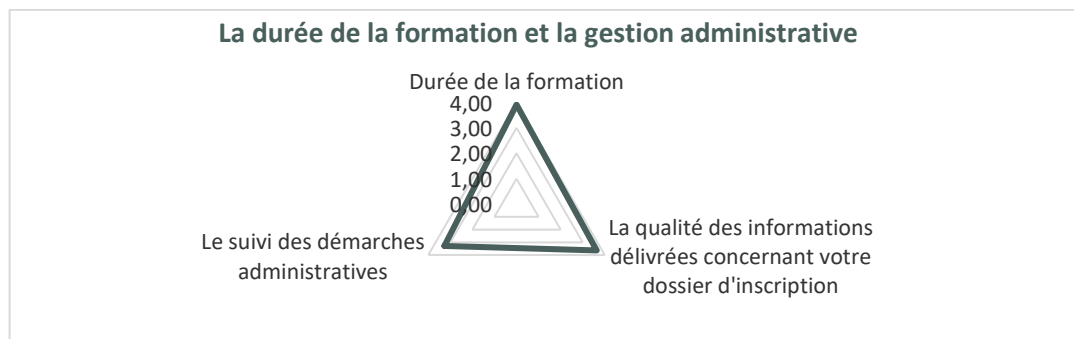 La durée de la formation et la gestion administrative
Durée de la formation
4,00
3,00
2,00
1,00
0,00
Le suivi des démarches
administratives
La qualité des informations
délivrées concernant votre
dossier d'inscription